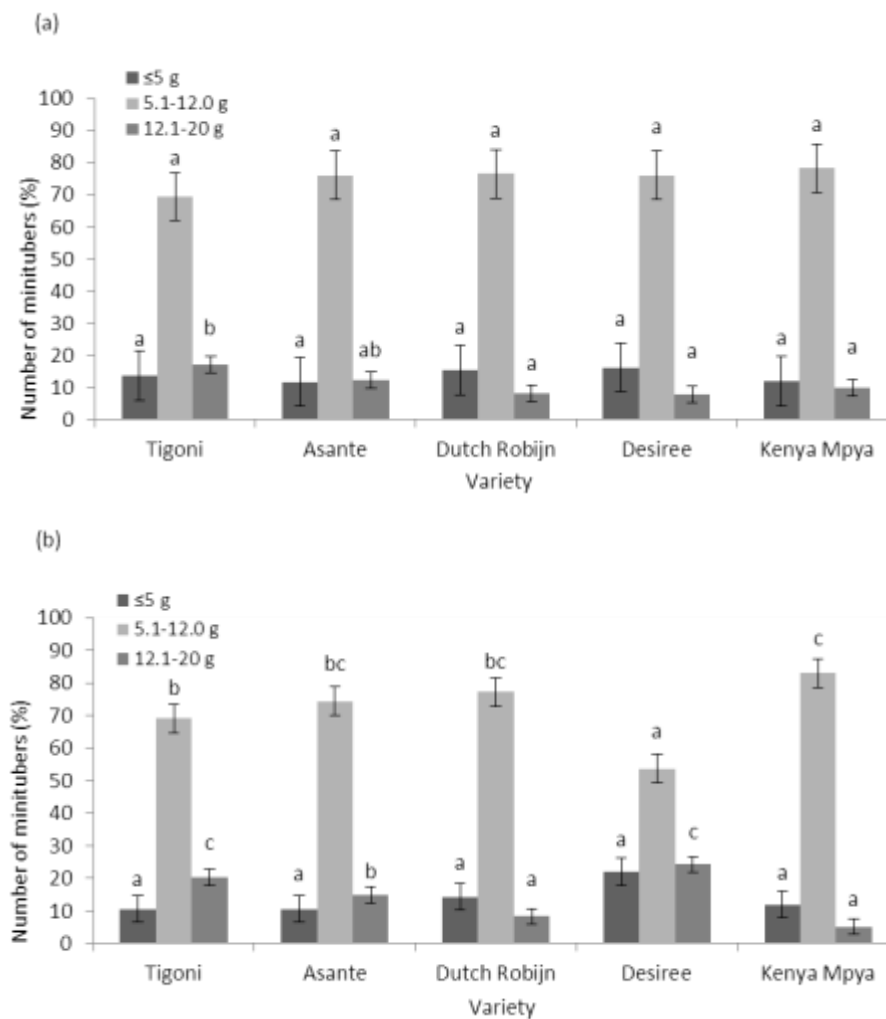 (a)
≤5 g
5.1-12.0 g
12.1-20 g
Number of minitubers (%)
100
90
80
70
60
50
40
30
20
10
0
a a b
a a ab
a a a
a a a
a a a
Tigoni Asante Dutch Robijn Desiree Kenya Mpya
Variety
(b)
≤5 g
5.1-12.0 g
12.1-20 g
Number of minitubers (%)
100
90
80
70
60
50
40
30
20
10
0
a b c
a bc b
a bc a
a a c
a c a
Tigoni Asante Dutch Robijn Desiree Kenya Mpya
Variety